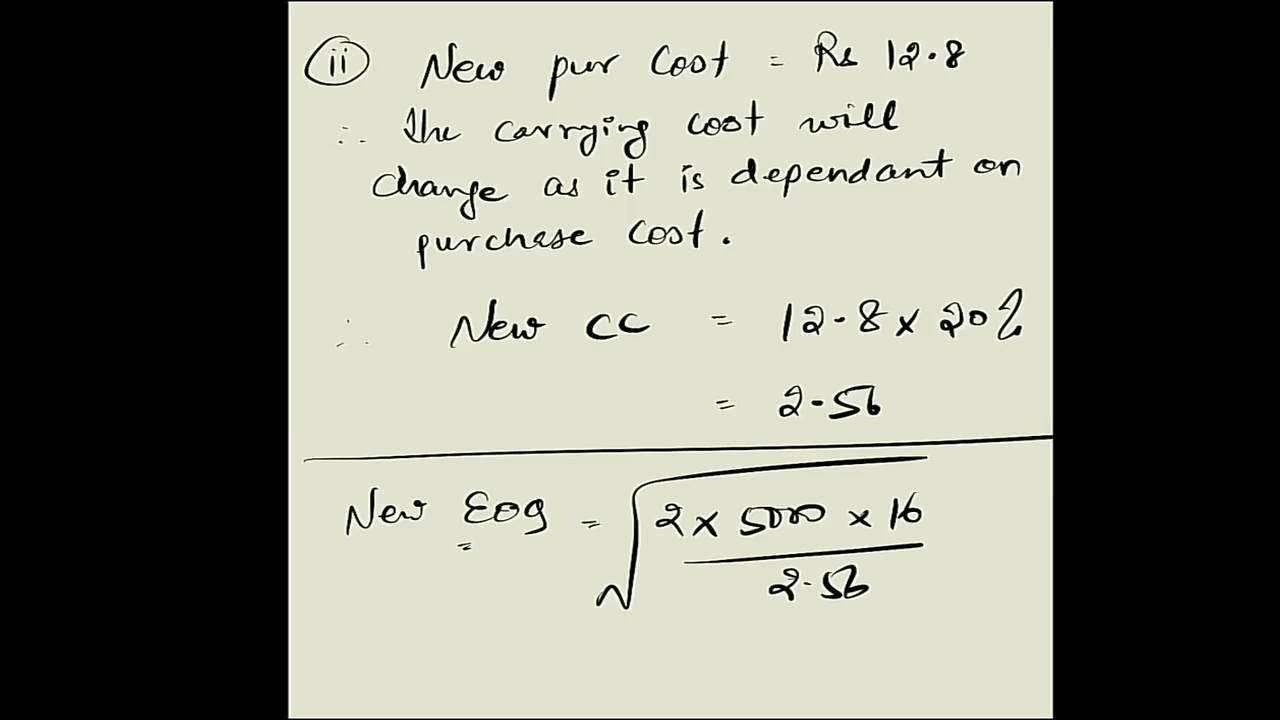 ii New pur Cost = Rs 12.8
∴ the carrying cost will
change as it is dependant on
purchase cost.
∴ New CC = 12.8 x 20%
= 2.56
New EOQ = √ 2 x 5000 x 16
2.56